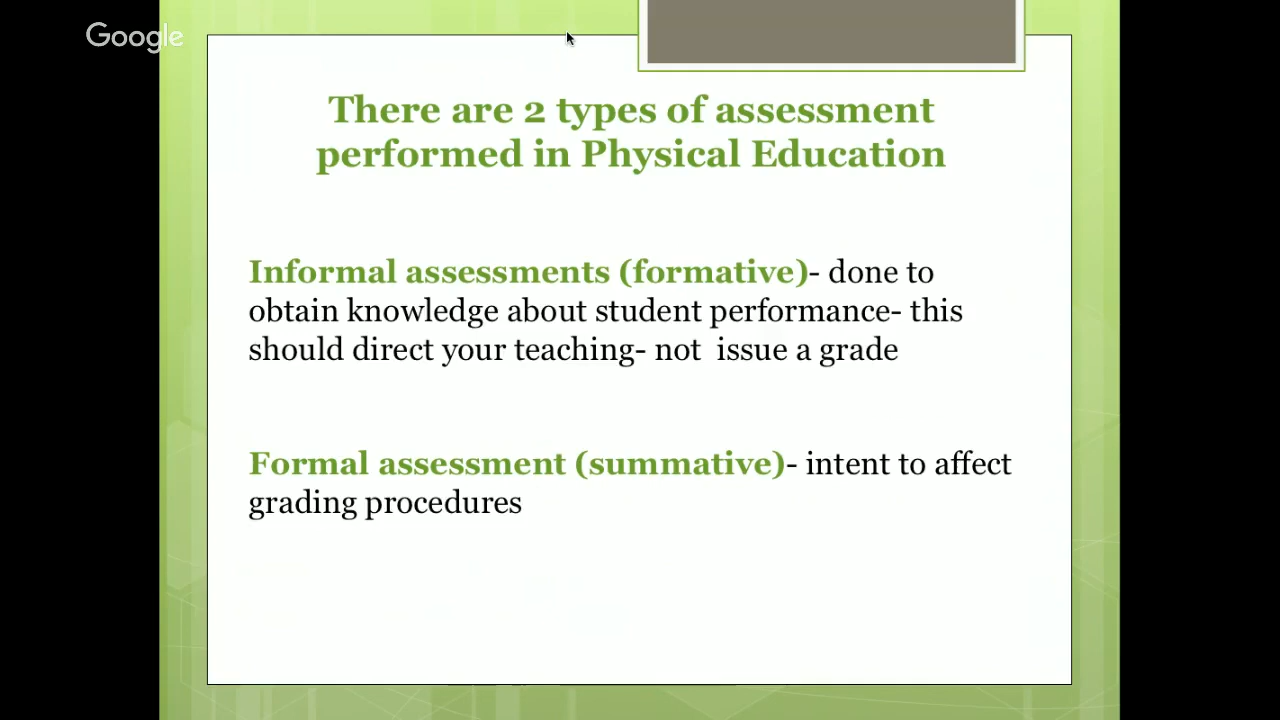 Google
There are 2 types of assessment
performed in Physical Education
Informal assessments (formative)- done to
obtain knowledge about student performance- this
should direct your teaching- not  issue a grade
Formal assessment (summative)- intent to affect
grading procedures